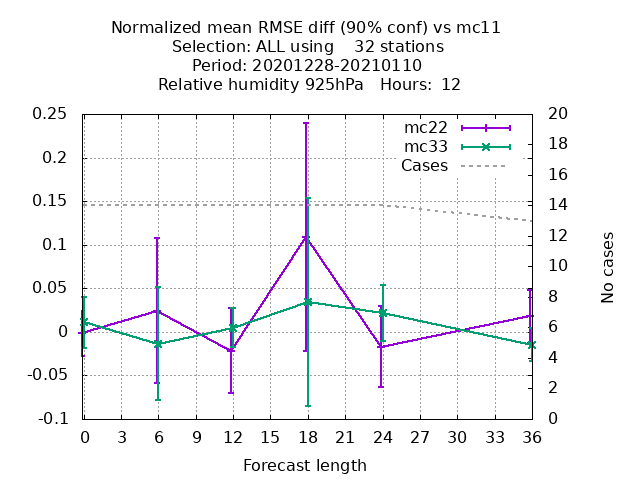 Normalized mean RMSE diff (90% conf) vs mc11
Selection: ALL using    32 stations
Period: 20201228-20210110
Relative humidity 925hPa   Hours:  12
0.25
0.2
0.15
0.1
0.05
0
-0.05
-0.1
mc22
mc33
Cases
20
18
16
14
12
10
8
6
4
2
0
No cases
0 3 6 9 12 15 18 21 24 27 30 33 36
Forecast length